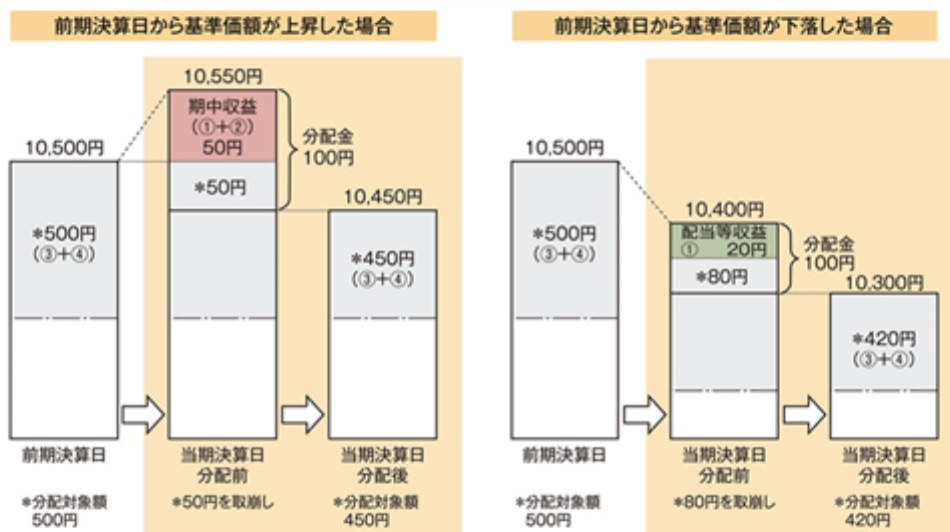 前期決算日から基準価額が上昇した場合
10,550円
期中収益
(①+②)
50円
分配金
100円
10,500円
*50円
10,450円
*500円
(③+④)
*450円
(③+④)
前期決算日
当期決算日
分配前
当期決算日
分配後
*分配対象額
500円
*50円を取崩し
*分配対象額
450円
前期決算日から基準価額が下落した場合
10,500円
10,400円
配当等収益
① 20円
分配金
100円
*80円
10,300円
*500円
(③+④)
*420円
(③+④)
前期決算日
当期決算日
分配前
当期決算日
分配後
*分配対象額
500円
*80円を取崩し
*分配対象額
420円